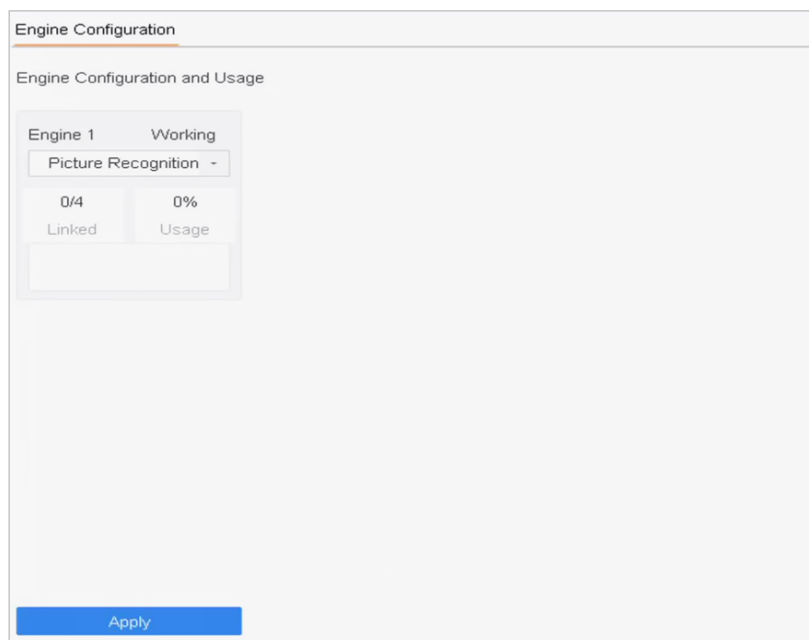 Engine Configuration
Engine Configuration and Usage
Engine 1 Working
Picture Recognition
0/4 0%
Linked Usage
Apply